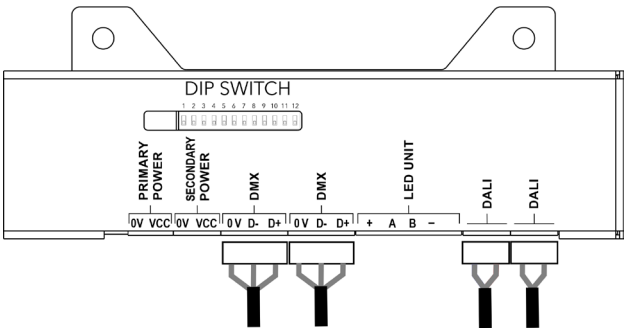 DIP SWITCH
1 2 3 4 5 6 7 8 9 10 11 12
PRIMARY
POWER
SECONDARY
POWER
DMX
DMX
LED UNIT
DALI
DALI
0V VCC 0V VCC 0V D- D+ 0V D- D+ + A B −